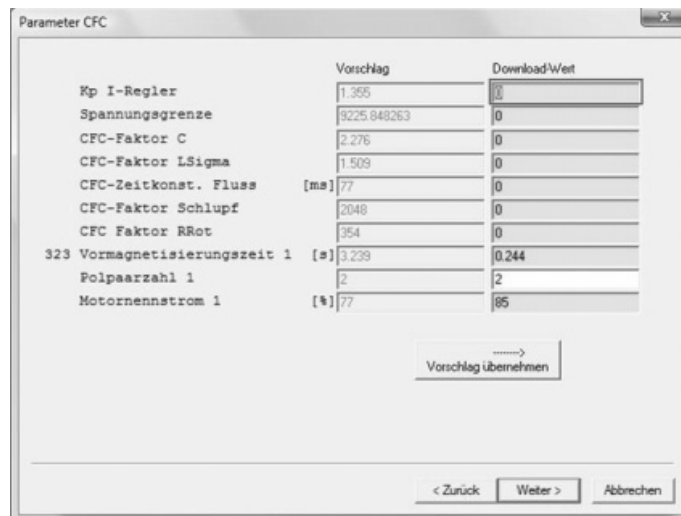 Parameter CFC
Vorschlag Download-Wert
Kp I-Regler 1.355
Spannungsgrenze 9225.848263 0
CFC-Faktor C 2.276 0
CFC-Faktor LSigma 1.509 0
CFC-Zeitkonst. Fluss [ms] 77 0
CFC-Faktor Schlupf 2048 0
CFC Faktor RRot 354 0
323 Vormagnetisierungszeit 1 [s] 3.239 0.244
Polpaarzahl 1 2 2
Motornennstrom 1 [%] 77 85
-------->
Vorschlag übernehmen
< Zurück Weiter > Abbrechen